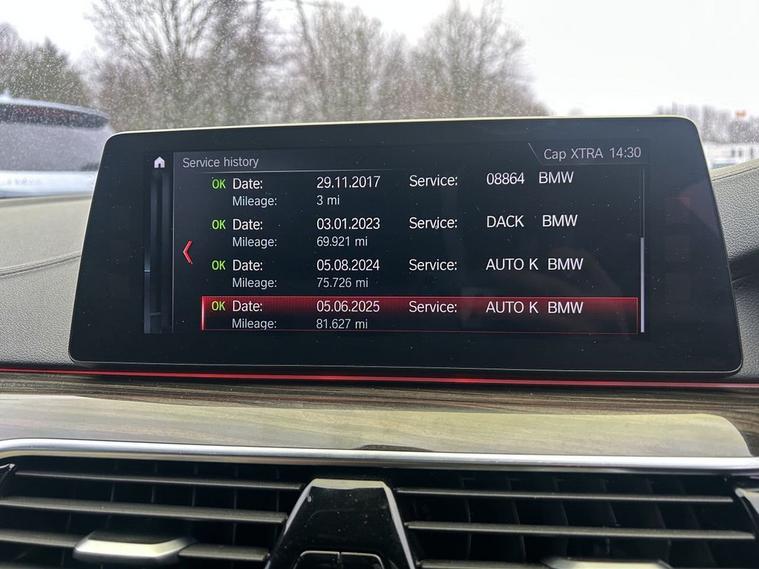 Service history
Cap XTRA 14:30
OK Date: 29.11.2017 Service: 08864 BMW
Mileage: 3 mi
OK Date: 03.01.2023 Service: DACK BMW
Mileage: 69.921 mi
OK Date: 05.08.2024 Service: AUTO K BMW
Mileage: 75.726 mi
OK Date: 05.06.2025 Service: AUTO K BMW
Mileage: 81.627 mi